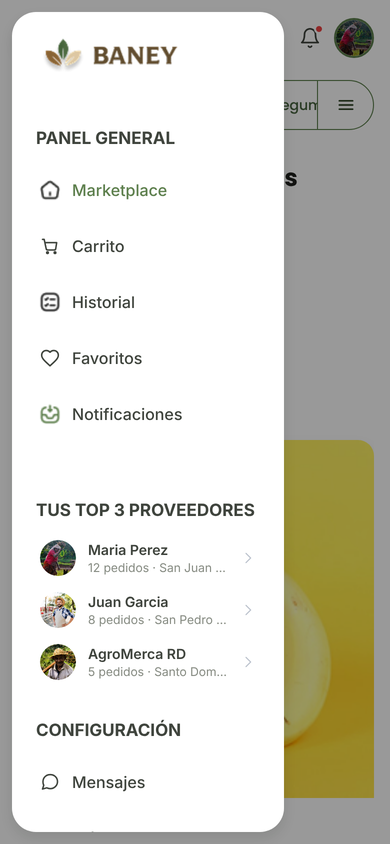 BANEY
PANEL GENERAL
Marketplace
Carrito
Historial
Favoritos
Notificaciones
TUS TOP 3 PROVEEDORES
Maria Perez
12 pedidos · San Juan ...
Juan Garcia
8 pedidos · San Pedro ...
AgroMerca RD
5 pedidos · Santo Dom...
CONFIGURACIÓN
Mensajes